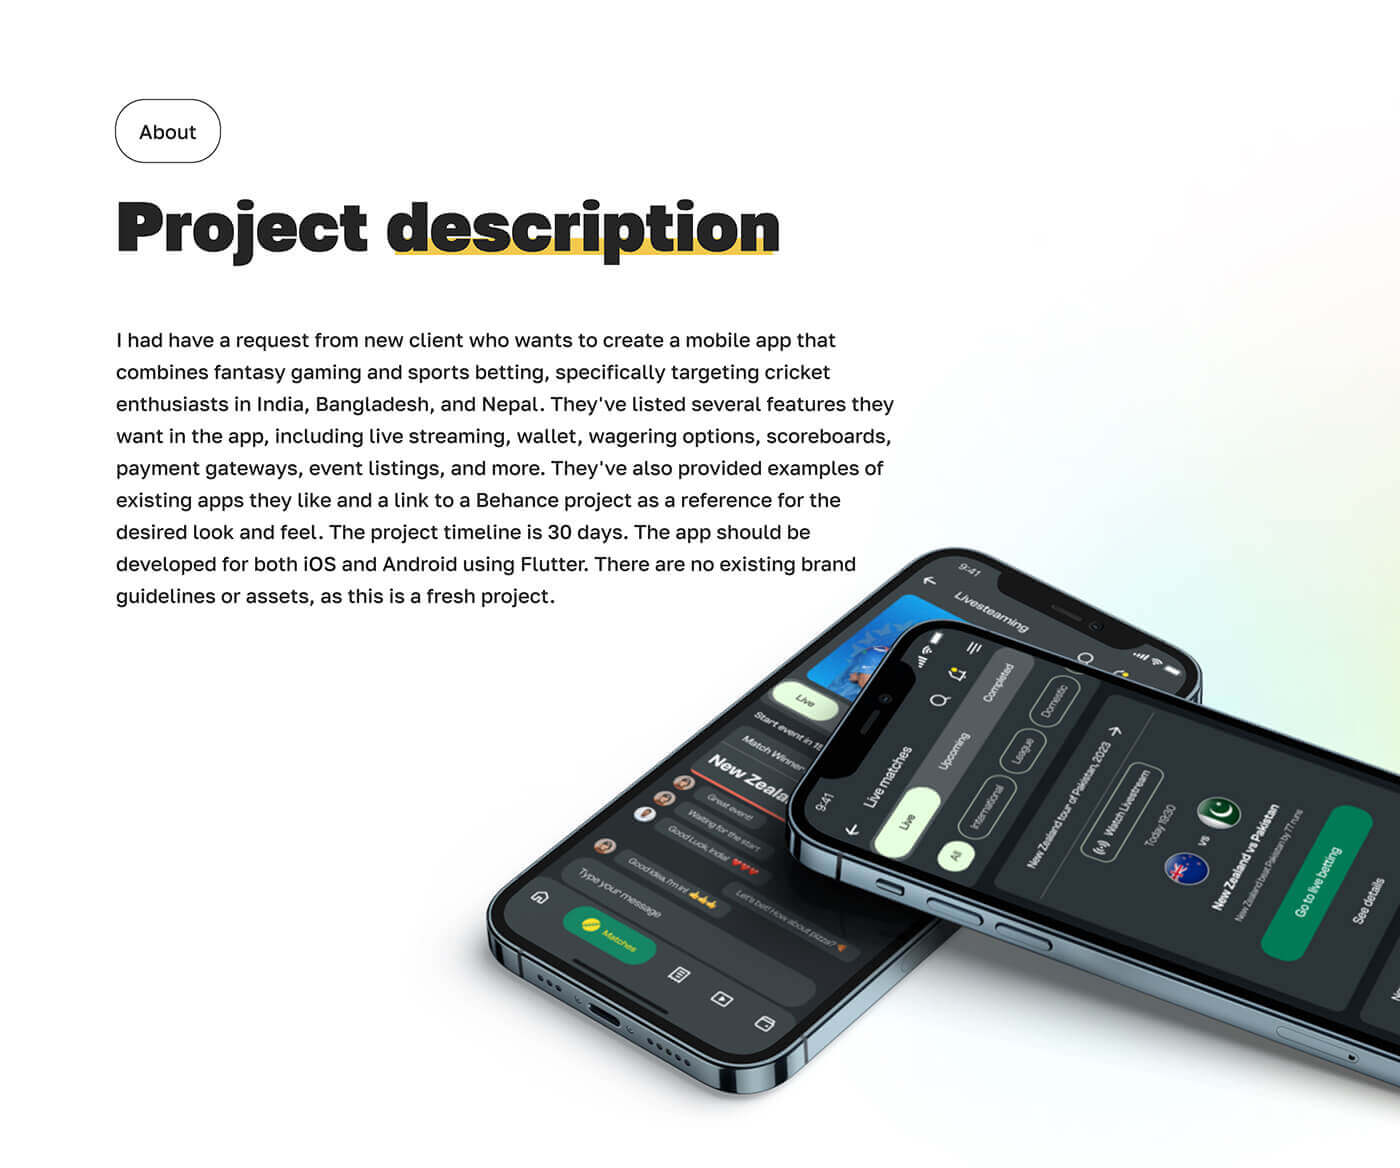 About
Project description
I had have a request from new client who wants to create a mobile app that
combines fantasy gaming and sports betting, specifically targeting cricket
enthusiasts in India, Bangladesh, and Nepal. They've listed several features they
want in the app, including live streaming, wallet, wagering options, scoreboards,
payment gateways, event listings, and more. They've also provided examples of
existing apps they like and a link to a Behance project as a reference for the
desired look and feel. The project timeline is 30 days. The app should be
developed for both iOS and Android using Flutter. There are no existing brand
guidelines or assets, as this is a fresh project.
9:41
Livesteaming
Live
Start event in 18
Match Winner
New Zeala
Great event!
Waiting for the start
Good Luck, India! ❤️❤️❤️
Let's bet! How about pizza? 🍕
Good idea, I'm in! 👍👍👍
Type your message
Matches
9:41
Live matches
Live
Upcoming
Completed
All
International
League
Domestic
New Zealand tour of Pakistan, 2023
Watch Livestream
Today 19:30
vs
New Zealand vs Pakistan
New Zealand beat Pakistan by 77 runs
Go to live betting
See details